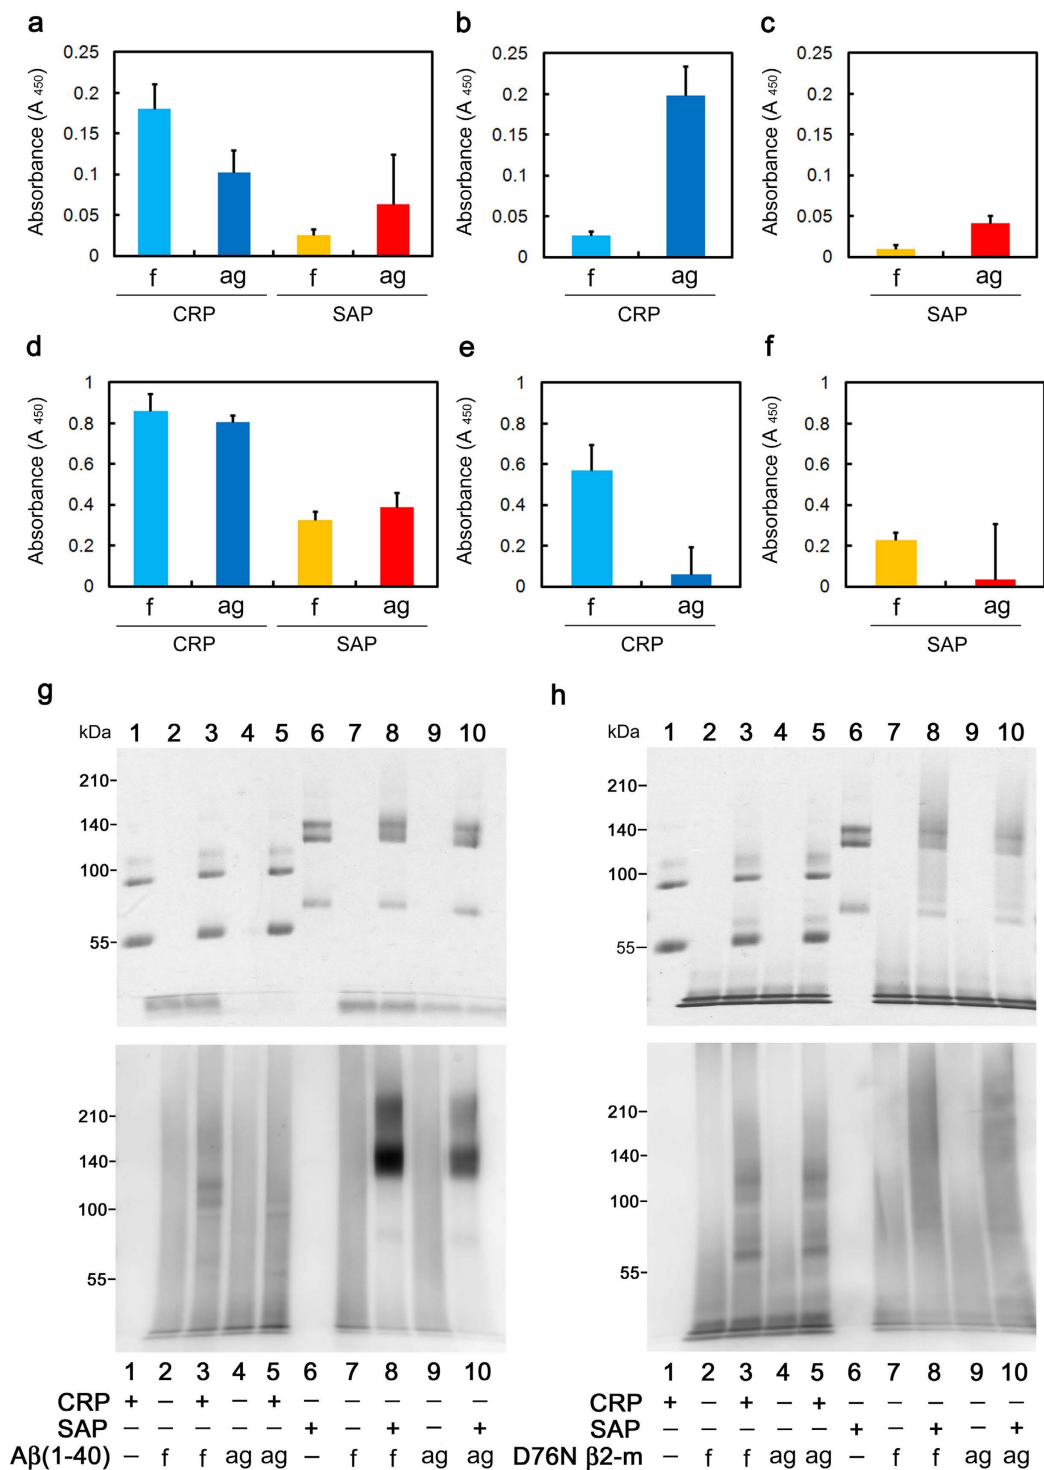 a
0.25
0.2
0.15
0.1
0.05
0
Absorbance (A 450)
f ag f ag
CRP SAP
b
0.25
0.2
0.15
0.1
0.05
0
Absorbance (A 450)
f ag
CRP
c
0.25
0.2
0.15
0.1
0.05
0
Absorbance (A 450)
f ag
SAP
d
1
0.8
0.6
0.4
0.2
0
Absorbance (A 450)
f ag f ag
CRP SAP
e
1
0.8
0.6
0.4
0.2
0
Absorbance (A 450)
f ag
CRP
f
1
0.8
0.6
0.4
0.2
0
Absorbance (A 450)
f ag
SAP
g
kDa 1 2 3 4 5 6 7 8 9 10
210-
140-
100-
55-
210-
140-
100-
55-
1 2 3 4 5 6 7 8 9 10
CRP + − + − + − − − − −
SAP − − − − − + − + − +
Aβ(1-40) − f f ag ag − f f ag ag
h
kDa 1 2 3 4 5 6 7 8 9 10
210-
140-
100-
55-
210-
140-
100-
55-
1 2 3 4 5 6 7 8 9 10
CRP + − + − + − − − − −
SAP − − − − − + − + − +
D76N β2-m − f f ag ag − f f ag ag